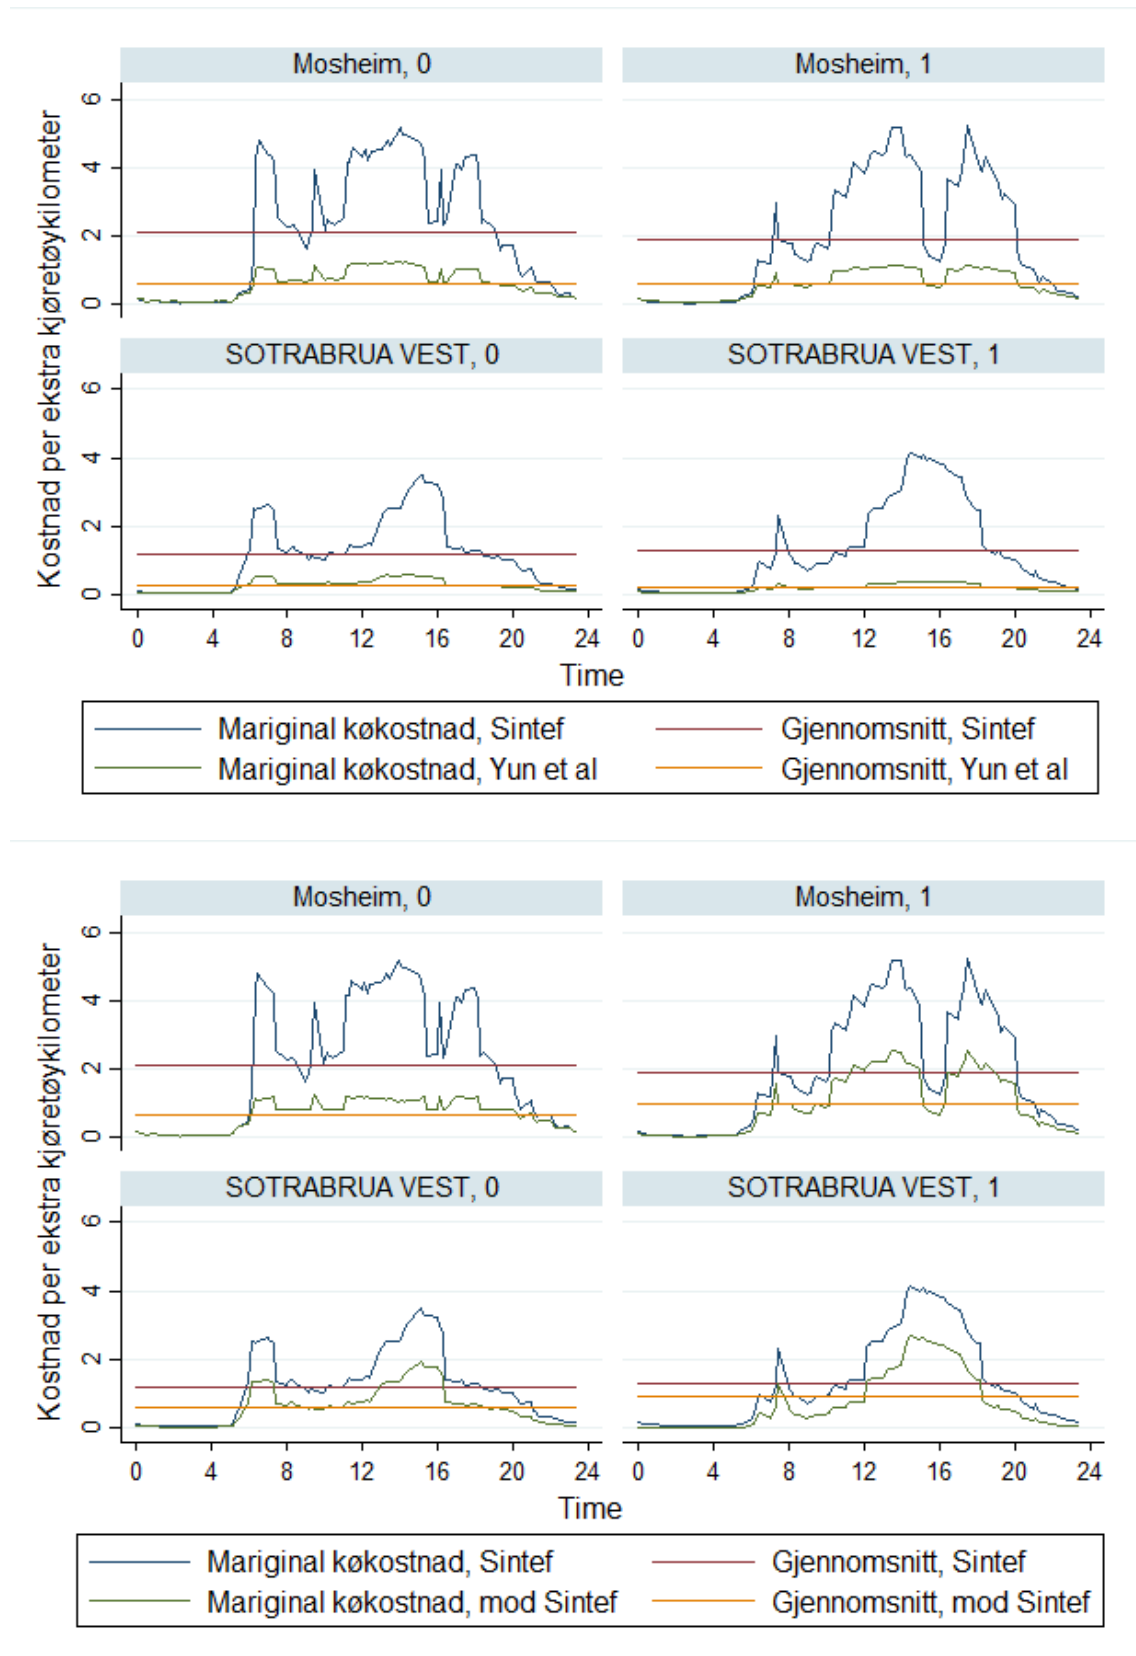 Mosheim, 0
Mosheim, 1
6
4
2
0
SOTRABRUA VEST, 0
SOTRABRUA VEST, 1
6
4
2
0
Kostnad per ekstra kjøretøykilometer
0 4 8 12 16 20 24
0 4 8 12 16 20 24
Time
Mariginal køkostnad, Sintef
Gjennomsnitt, Sintef
Mariginal køkostnad, Yun et al
Gjennomsnitt, Yun et al
Mosheim, 0
Mosheim, 1
6
4
2
0
SOTRABRUA VEST, 0
SOTRABRUA VEST, 1
6
4
2
0
Kostnad per ekstra kjøretøykilometer
0 4 8 12 16 20 24
0 4 8 12 16 20 24
Time
Mariginal køkostnad, Sintef
Gjennomsnitt, Sintef
Mariginal køkostnad, mod Sintef
Gjennomsnitt, mod Sintef